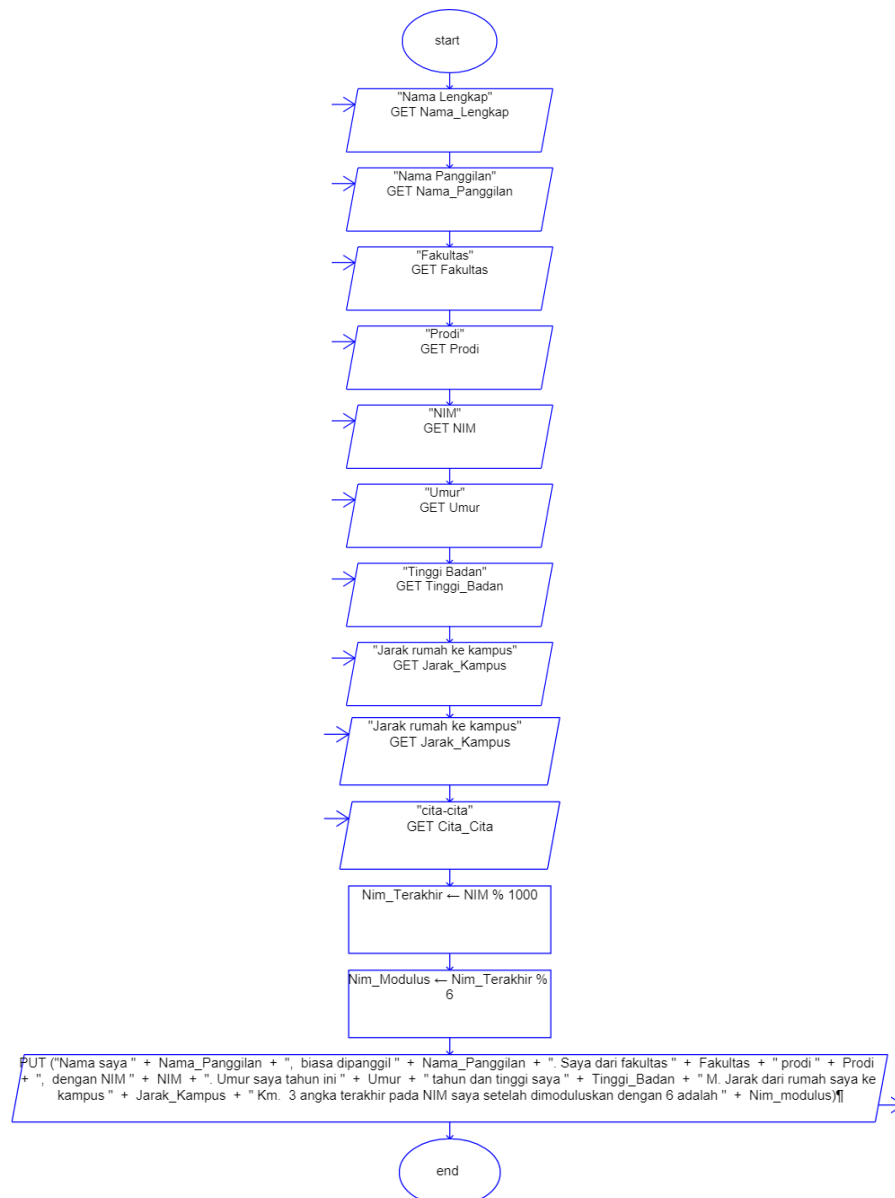 start
"Nama Lengkap"
GET Nama_Lengkap
"Nama Panggilan"
GET Nama_Panggilan
"Fakultas"
GET Fakultas
"Prodi"
GET Prodi
"NIM"
GET NIM
"Umur"
GET Umur
"Tinggi Badan"
GET Tinggi_Badan
"Jarak rumah ke kampus"
GET Jarak_Kampus
"Jarak rumah ke kampus"
GET Jarak_Kampus
"cita-cita"
GET Cita_Cita
Nim_Terakhir ← NIM % 1000
Nim_Modulus ← Nim_Terakhir %
6
PUT ("Nama saya " + Nama_Panggilan + ", biasa dipanggil " + Nama_Panggilan + ". Saya dari fakultas " + Fakultas + " prodi " + Prodi
+ ", dengan NIM " + NIM + ". Umur saya tahun ini " + Umur + " tahun dan tinggi saya " + Tinggi_Badan + " M. Jarak dari rumah saya ke
kampus " + Jarak_Kampus + " Km. 3 angka terakhir pada NIM saya setelah dimoduluskan dengan 6 adalah " + Nim_modulus)¶
end